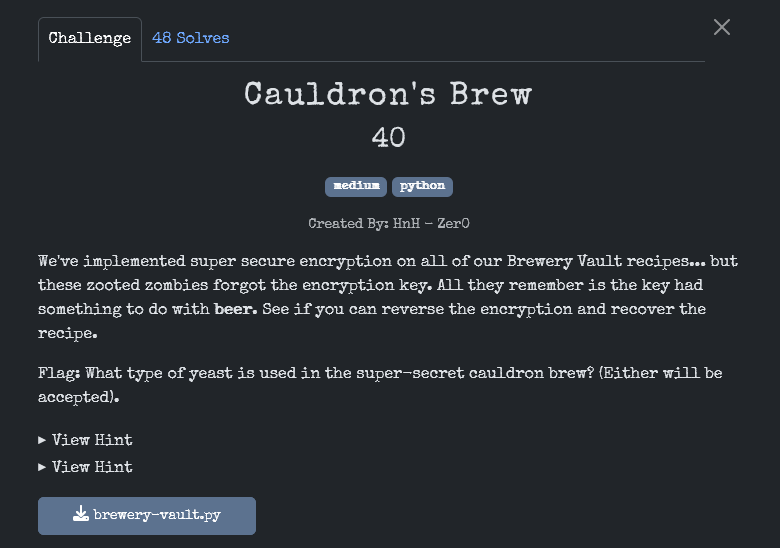 Challenge
48 Solves
Cauldron's Brew
40
medium
python
Created By: HnH - Zer0
We've implemented super secure encryption on all of our Brewery Vault recipes... but
these zooted zombies forgot the encryption key. All they remember is the key had
something to do with beer. See if you can reverse the encryption and recover the
recipe.
Flag: What type of yeast is used in the super-secret cauldron brew? (Either will be
accepted).
▸ View Hint
▸ View Hint
brewery-vault.py